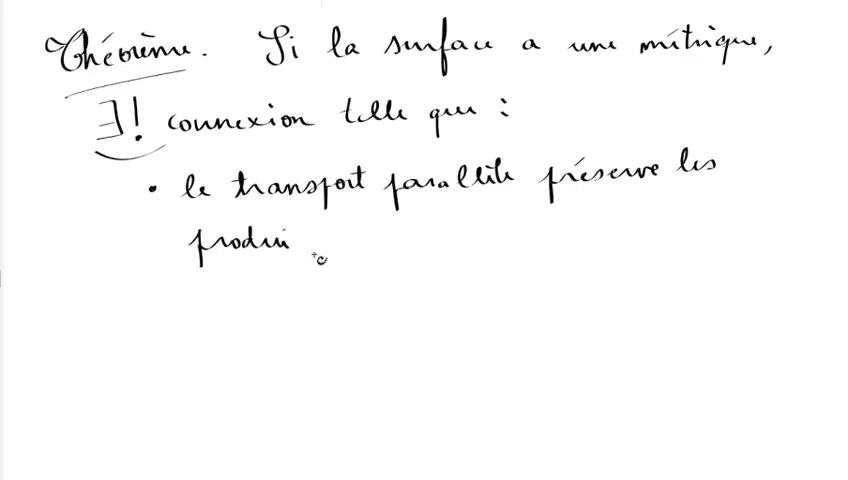 Théorème. Si la surface a une métrique,
∃! connexion telle que :
• le transport parallèle préserve les
produi